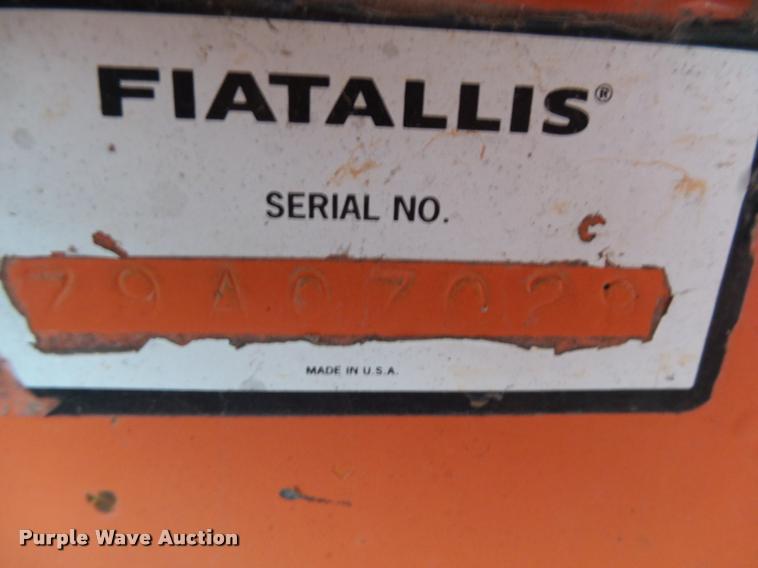 FIATALLIS®
SERIAL NO.
79A07029
MADE IN U.S.A.
Purple Wave Auction